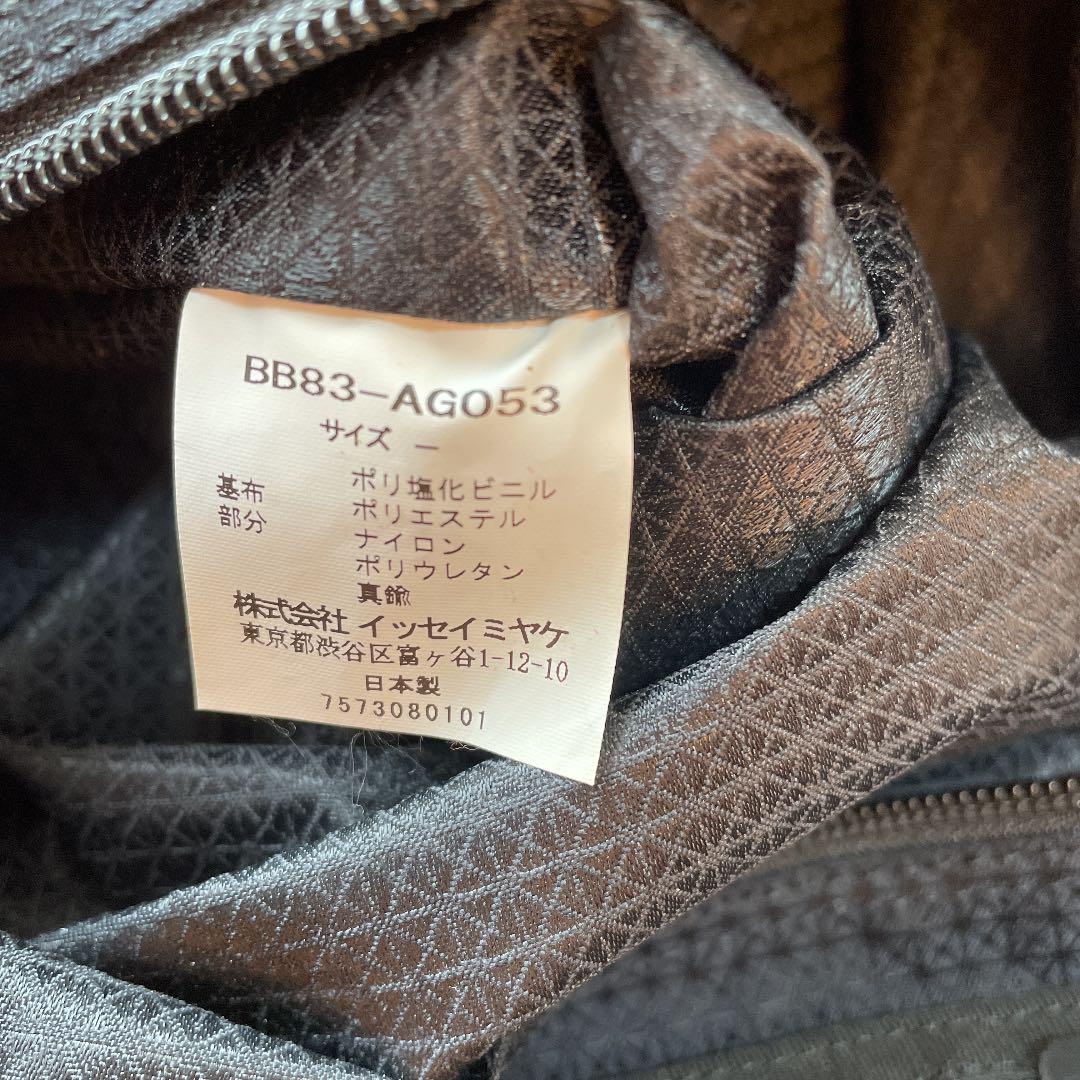 BB83-AG053
サイズ －
基布 ポリ塩化ビニル
部分 ポリエステル
ナイロン
ポリウレタン
真鍮
株式会社 イッセイミヤケ
東京都渋谷区富ヶ谷1-12-10
日本製
7573080101